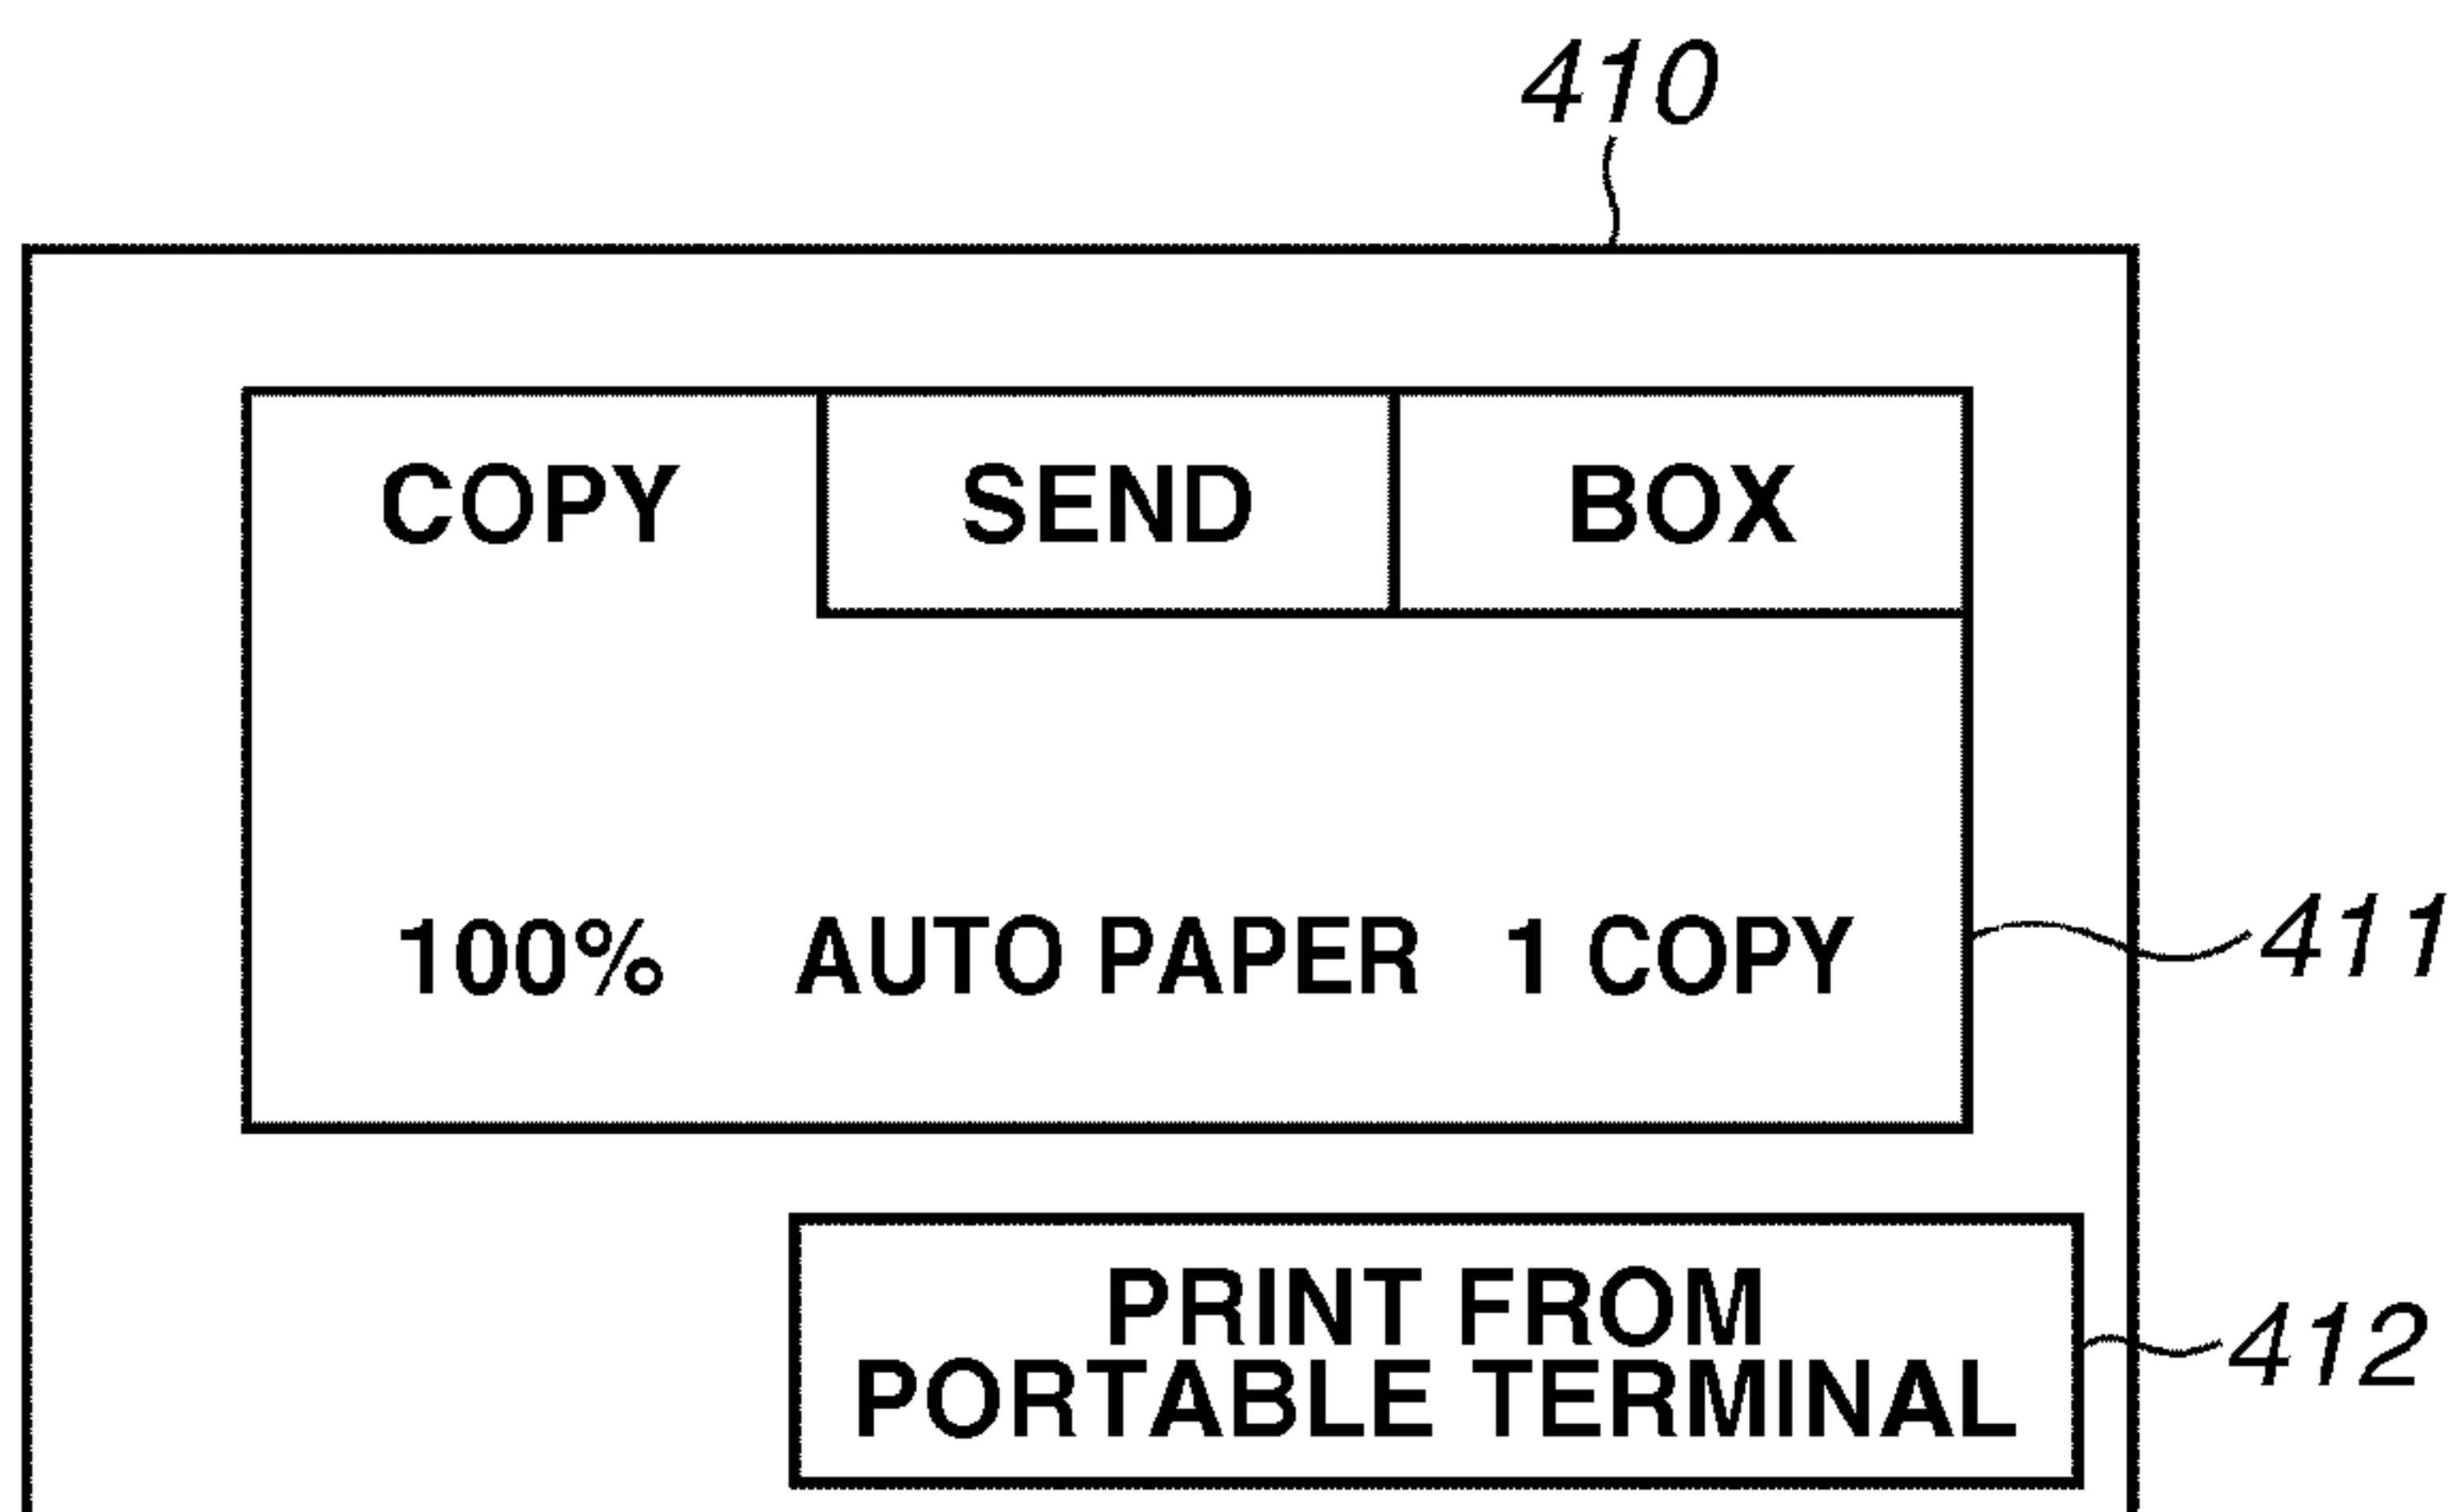 410
COPY SEND BOX
100% AUTO PAPER 1 COPY 411
PRINT FROM
PORTABLE TERMINAL 412